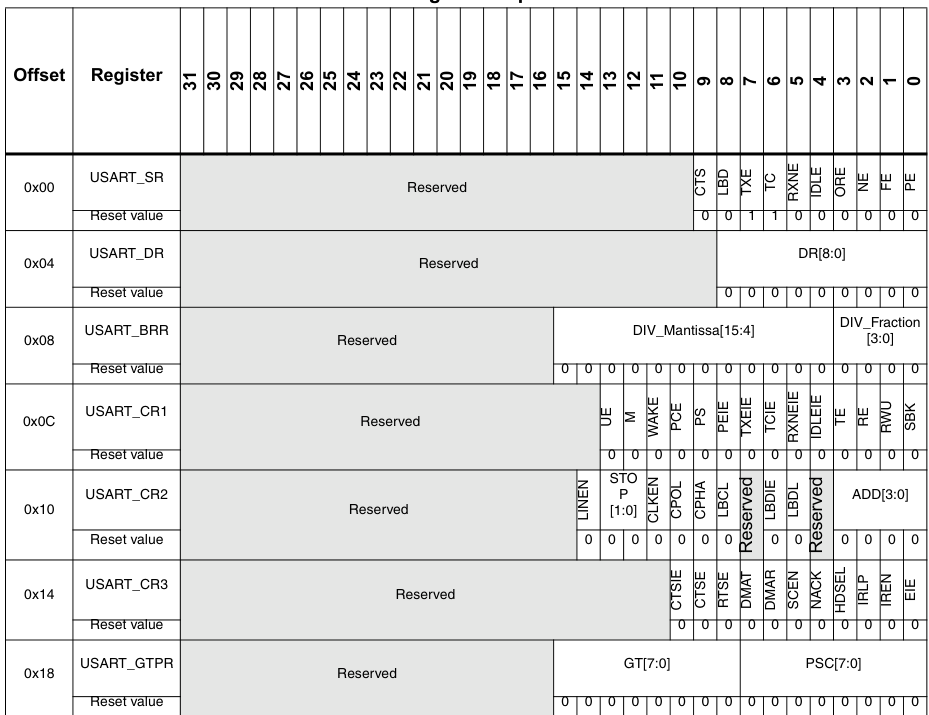 Offset Register 31 30 29 28 27 26 25 24 23 22 21 20 19 18 17 16 15 14 13 12 11 10 9 8 7 6 5 4 3 2 1 0
0x00 USART_SR Reserved CTS LBD TXE TC RXNE IDLE ORE NE FE PE
Reset value 0 0 1 1 0 0 0 0 0 0
0x04 USART_DR Reserved DR[8:0]
Reset value 0 0 0 0 0 0 0 0 0
0x08 USART_BRR Reserved DIV_Mantissa[15:4] DIV_Fraction
[3:0]
Reset value 0 0 0 0 0 0 0 0 0 0 0 0 0 0 0 0
0x0C USART_CR1 Reserved UE M WAKE PCE PS PEIE TXEIE TCIE RXNEIE IDLEIE TE RE RWU SBK
Reset value 0 0 0 0 0 0 0 0 0 0 0 0 0 0
0x10 USART_CR2 Reserved LINEN STO
P
[1:0] CLKEN CPOL CPHA LBCL Reserved LBDIE LBDL Reserved ADD[3:0]
Reset value 0 0 0 0 0 0 0 0 0 0 0 0 0
0x14 USART_CR3 Reserved CTSIE CTSE RTSE DMAT DMAR SCEN NACK HDSEL IRLP IREN EIE
Reset value 0 0 0 0 0 0 0 0 0 0 0
0x18 USART_GTPR Reserved GT[7:0] PSC[7:0]
Reset value 0 0 0 0 0 0 0 0 0 0 0 0 0 0 0 0